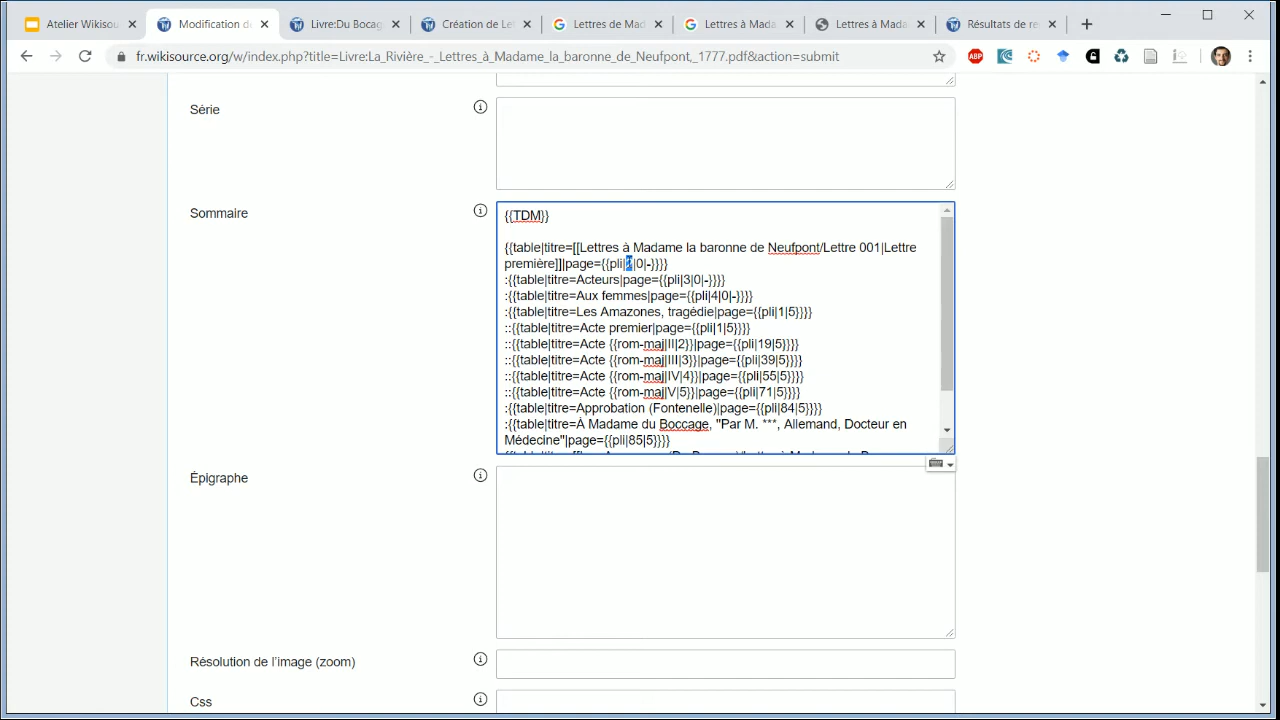 Atelier Wikisou
Modification d
Livre:Du Bocag
Création de Let
Lettres de Mad
Lettres à Mada
Lettres à Mada
Résultats de re
fr.wikisource.org/w/index.php?title=Livre:La_Rivière_-_Lettres_à_Madame_la_baronne_de_Neufpont,_1777.pdf&action=submit
ABP
Série
Sommaire
{{TDM}}
{{table|titre=[[Lettres à Madame la baronne de Neufpont/Lettre 001|Lettre
première]]|page={{pli|2|0|-}}}}
:{{table|titre=Acteurs|page={{pli|3|0|-}}}}
:{{table|titre=Aux femmes|page={{pli|4|0|-}}}}
:{{table|titre=Les Amazones, tragédie|page={{pli|1|5}}}}
::{{table|titre=Acte premier|page={{pli|1|5}}}}
::{{table|titre=Acte {{rom-maj|II|2}}|page={{pli|19|5}}}}
::{{table|titre=Acte {{rom-maj|III|3}}|page={{pli|39|5}}}}
::{{table|titre=Acte {{rom-maj|IV|4}}|page={{pli|55|5}}}}
::{{table|titre=Acte {{rom-maj|V|5}}|page={{pli|71|5}}}}
:{{table|titre=Approbation (Fontenelle)|page={{pli|84|5}}}}
:{{table|titre=À Madame du Boccage, "Par M. ***, Allemand, Docteur en
Médecine"|page={{pli|85|5}}}}
Épigraphe
Résolution de l'image (zoom)
Css